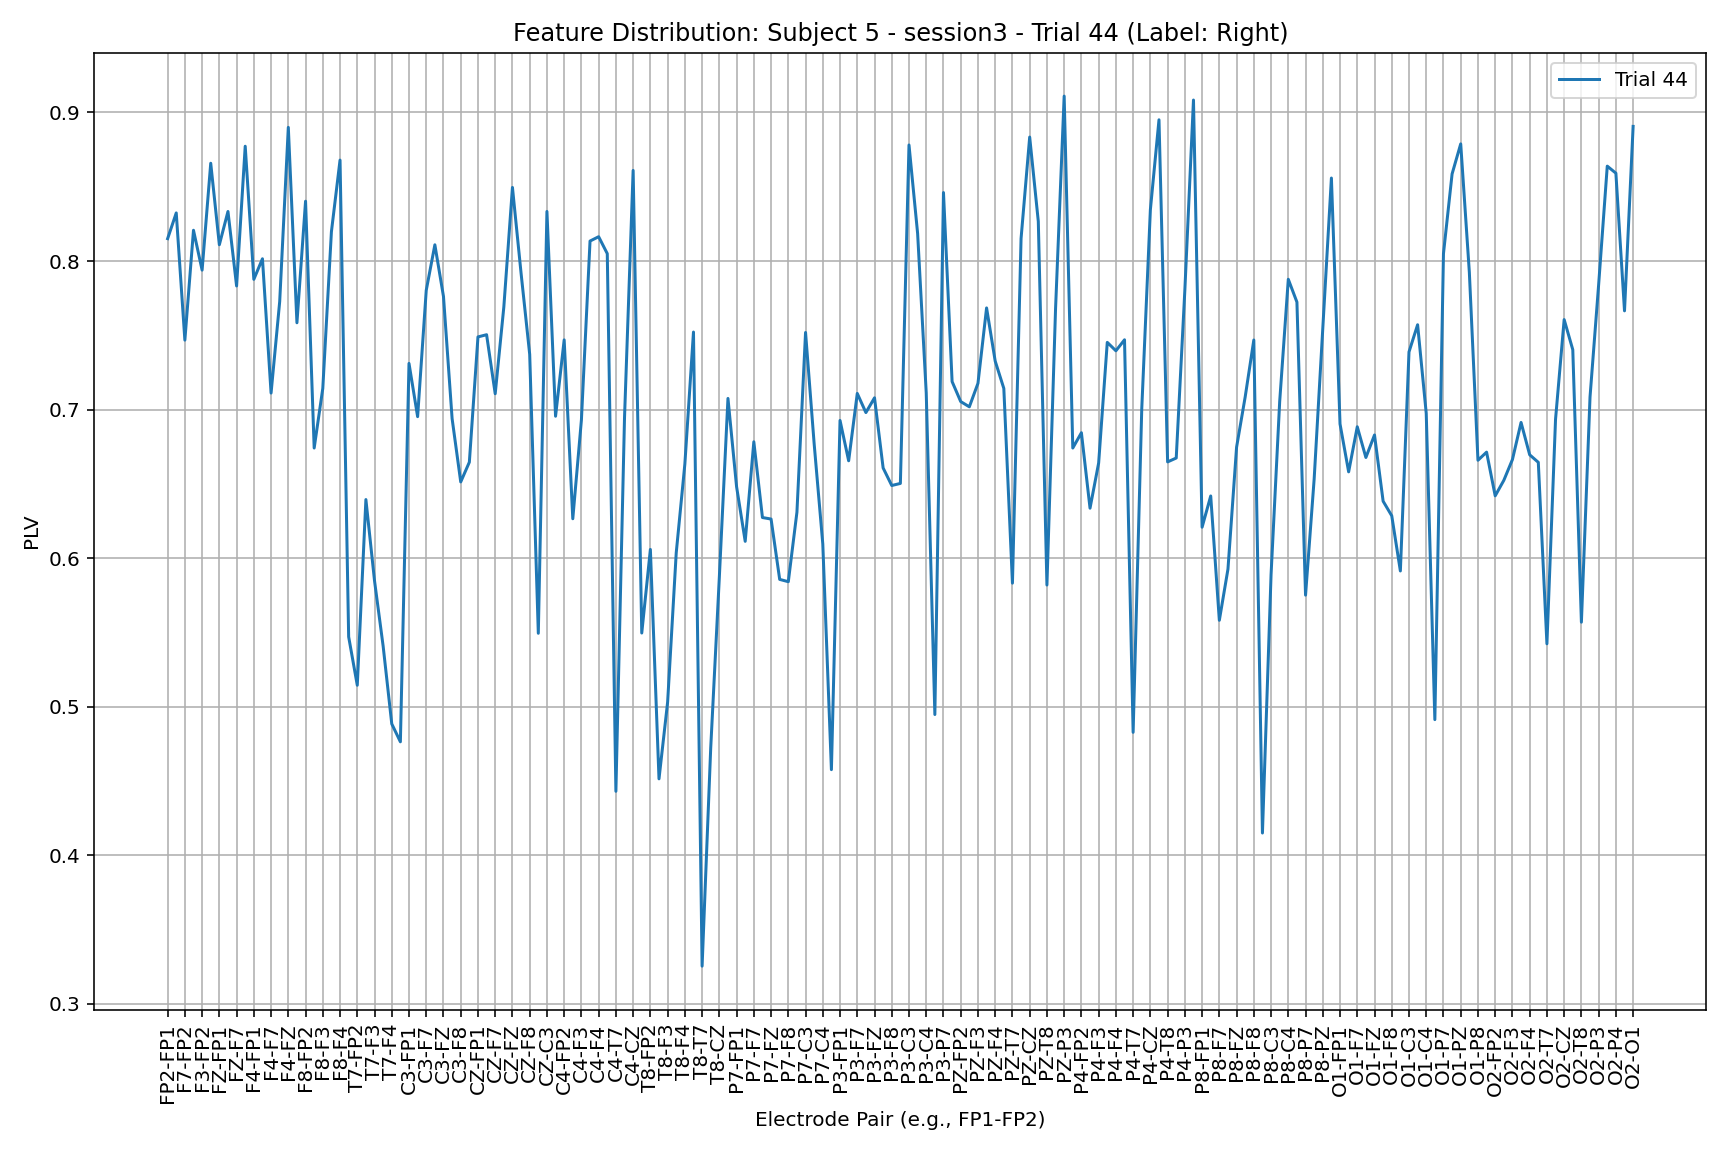 Feature Distribution: Subject 5 - session3 - Trial 44 (Label: Right)
Trial 44
0.9
0.8
0.7
0.6
0.5
0.4
0.3
PLV
FP2-FP1
F7-FP2
F3-FP2
FZ-FP1
FZ-F7
F4-FP1
F4-F7
F4-FZ
F8-FP2
F8-F3
F8-F4
T7-FP2
T7-F3
T7-F4
C3-FP1
C3-F7
C3-FZ
C3-F8
CZ-FP1
CZ-F7
CZ-FZ
CZ-F8
CZ-C3
C4-FP2
C4-F3
C4-F4
C4-T7
C4-CZ
T8-FP2
T8-F3
T8-F4
T8-T7
T8-CZ
P7-FP1
P7-F7
P7-FZ
P7-F8
P7-C3
P7-C4
P3-FP1
P3-F7
P3-FZ
P3-F8
P3-C3
P3-C4
P3-P7
PZ-FP2
PZ-F3
PZ-F4
PZ-T7
PZ-CZ
PZ-T8
PZ-P3
P4-FP2
P4-F3
P4-F4
P4-T7
P4-CZ
P4-T8
P4-P3
P8-FP1
P8-F7
P8-FZ
P8-F8
P8-C3
P8-C4
P8-P7
P8-PZ
O1-FP1
O1-F7
O1-FZ
O1-F8
O1-C3
O1-C4
O1-P7
O1-PZ
O1-P8
O2-FP2
O2-F3
O2-F4
O2-T7
O2-CZ
O2-T8
O2-P3
O2-P4
O2-O1
Electrode Pair (e.g., FP1-FP2)